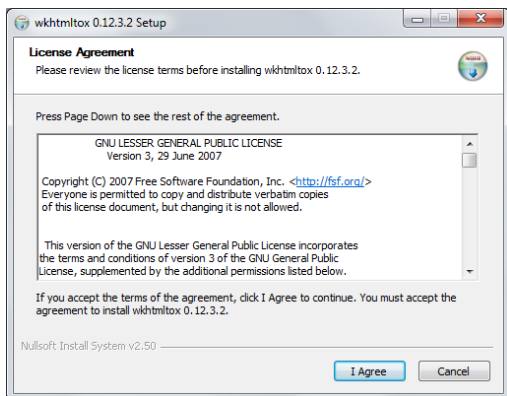 wkhtmltox 0.12.3.2 Setup
License Agreement
Please review the license terms before installing wkhtmltox 0.12.3.2.
Press Page Down to see the rest of the agreement.
GNU LESSER GENERAL PUBLIC LICENSE
Version 3, 29 June 2007
Copyright (C) 2007 Free Software Foundation, Inc. <http://fsf.org/>
Everyone is permitted to copy and distribute verbatim copies
of this license document, but changing it is not allowed.
This version of the GNU Lesser General Public License incorporates
the terms and conditions of version 3 of the GNU General Public
License, supplemented by the additional permissions listed below.
If you accept the terms of the agreement, click I Agree to continue. You must accept the
agreement to install wkhtmltox 0.12.3.2.
Nullsoft Install System v2.50
I Agree Cancel